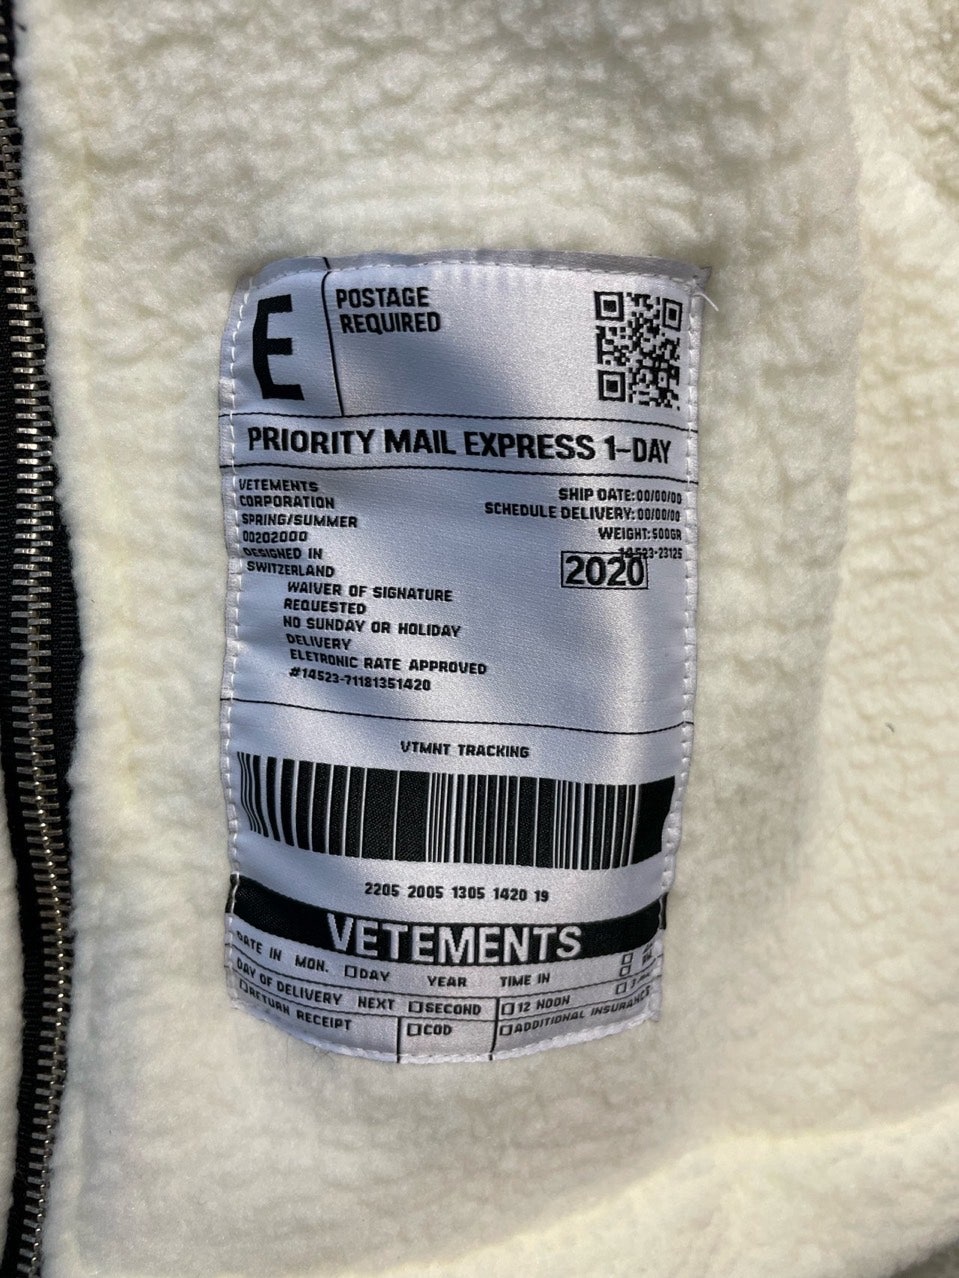 E
POSTAGE
REQUIRED
PRIORITY MAIL EXPRESS 1-DAY
VETEMENTS
CORPORATION
SPRING/SUMMER
00202000
DESIGNED IN
SWITZERLAND
SHIP DATE:00/00/00
SCHEDULE DELIVERY:00/00/00
WEIGHT:500GR
14523-23125
2020
WAIVER OF SIGNATURE
REQUESTED
NO SUNDAY OR HOLIDAY
DELIVERY
ELETRONIC RATE APPROVED
#14523-71181351420
VTMNT TRACKING
2205 2005 1305 1420 19
VETEMENTS
DATE IN MON. DAY YEAR TIME IN
DAY OF DELIVERY NEXT SECOND 12 NOON
RETURN RECEIPT COD ADDITIONAL INSURANCE